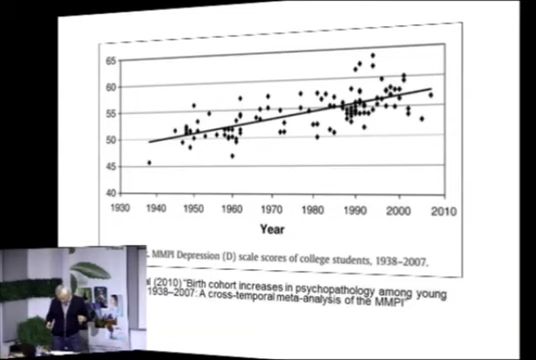 65
60
55
50
45
40
1930 1940 1950 1960 1970 1980 1990 2000 2010
Year
MMPI Depression (D) scale scores of college students, 1938–2007.
(2010) "Birth cohort increases in psychopathology among young
1938–2007: A cross-temporal meta-analysis of the MMPI"